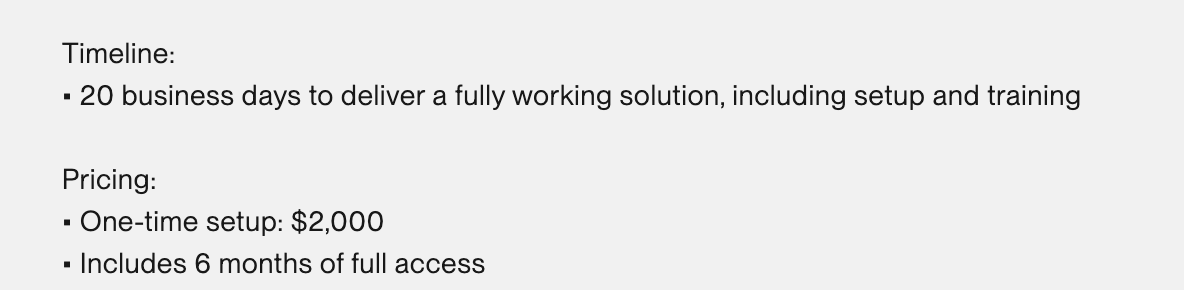 Timeline:
▪ 20 business days to deliver a fully working solution, including setup and training
Pricing:
▪ One-time setup: $2,000
▪ Includes 6 months of full access